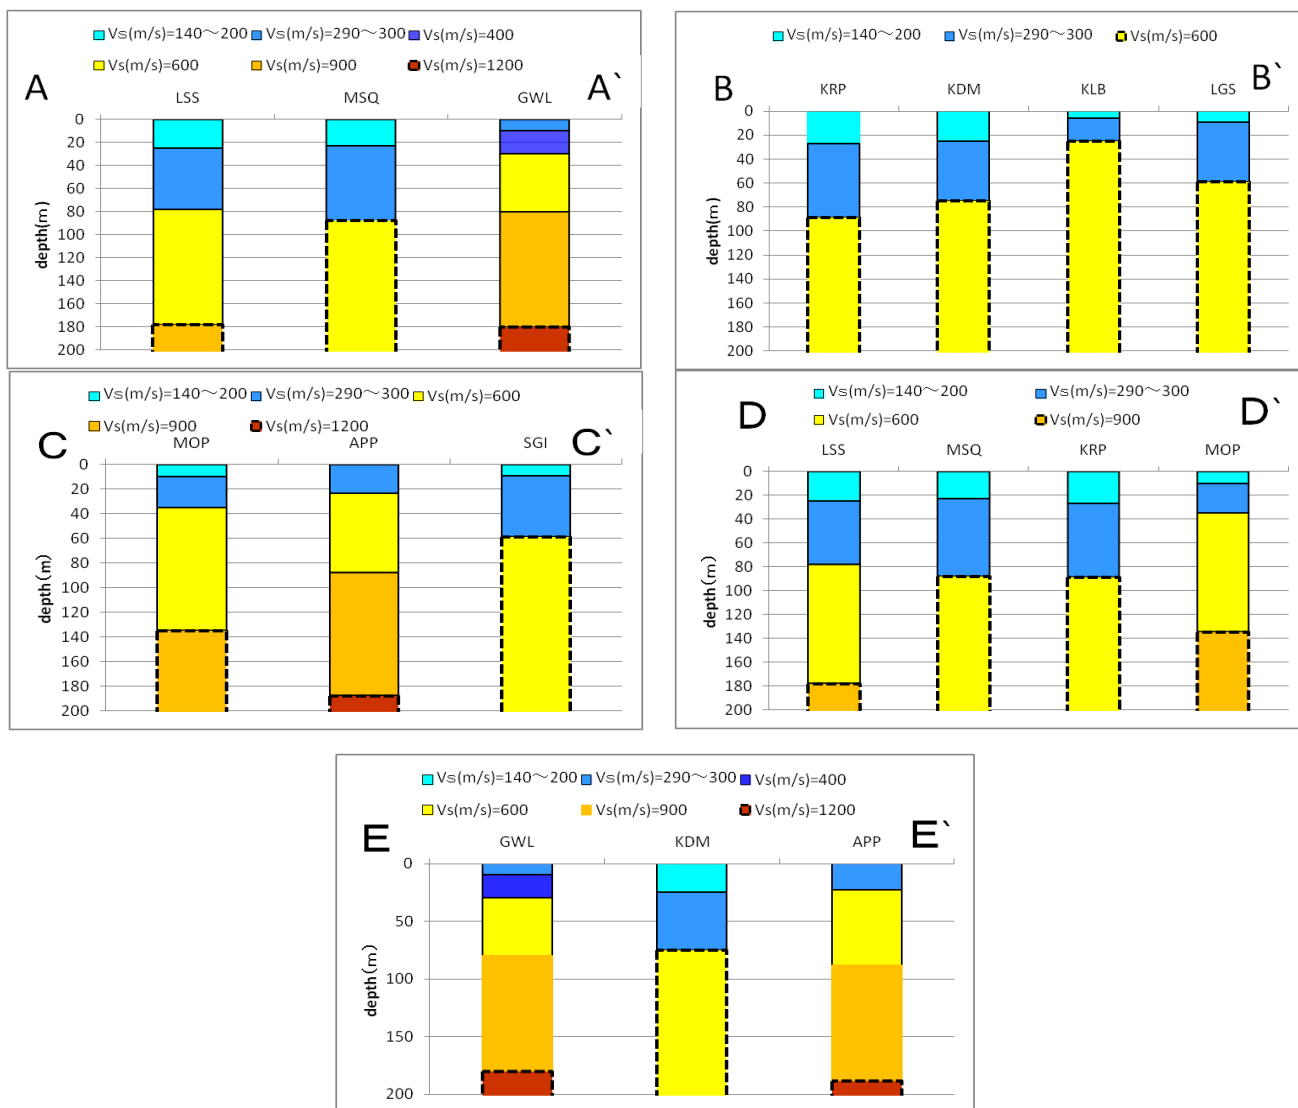 Vs(m/s)=140～200 Vs(m/s)=290～300 Vs(m/s)=400
Vs(m/s)=600 Vs(m/s)=900 Vs(m/s)=1200
A A`
LSS MSQ GWL
0
20
40
60
80
100
120
140
160
180
200
depth(m)
Vs(m/s)=140～200 Vs(m/s)=290～300 Vs(m/s)=600
B B`
KRP KDM KLB LGS
0
20
40
60
80
100
120
140
160
180
200
depth(m)
Vs(m/s)=140～200 Vs(m/s)=290～300 Vs(m/s)=600
Vs(m/s)=900 Vs(m/s)=1200
C C`
MOP APP SGI
0
20
40
60
80
100
120
140
160
180
200
depth(m)
Vs(m/s)=140～200 Vs(m/s)=290～300
Vs(m/s)=600 Vs(m/s)=900
D D`
LSS MSQ KRP MOP
0
20
40
60
80
100
120
140
160
180
200
depth(m)
Vs(m/s)=140～200 Vs(m/s)=290～300 Vs(m/s)=400
Vs(m/s)=600 Vs(m/s)=900 Vs(m/s)=1200
E E`
GWL KDM APP
0
50
100
150
200
depth(m)